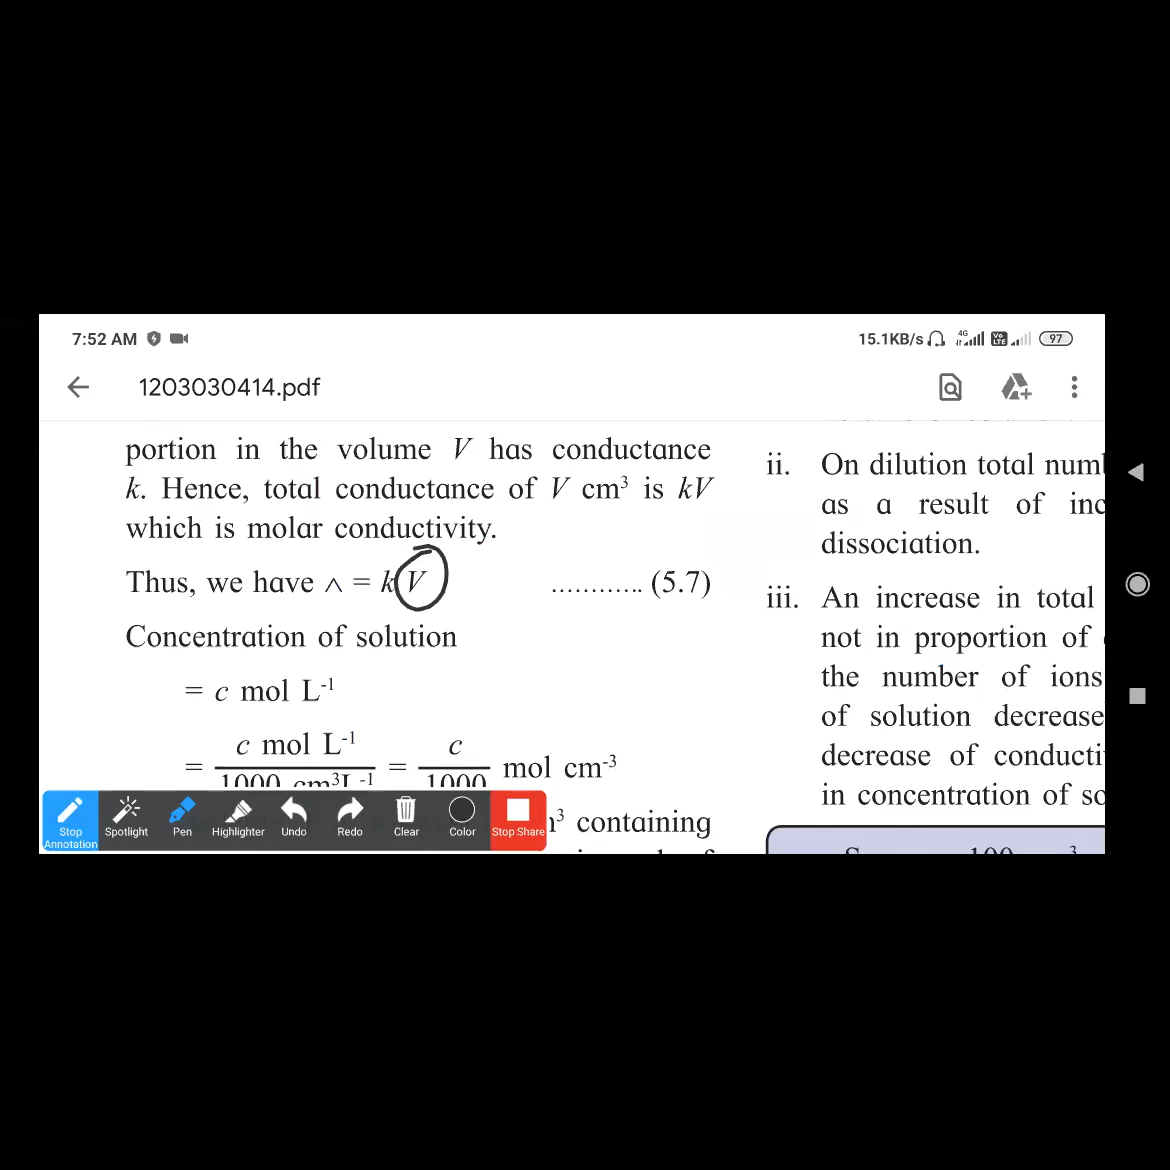 7:52 AM
15.1KB/s 4G Vo LTE 97
1203030414.pdf
portion in the volume V has conductance
k. Hence, total conductance of V cm³ is kV
which is molar conductivity.
Thus, we have ∧ = kV ............ (5.7)
Concentration of solution
= c mol L⁻¹
= c mol L⁻¹ / 1000 cm³L⁻¹ = c / 1000 mol cm⁻³
containing
ii. On dilution total
as a result of
dissociation.
iii. An increase in total
not in proportion of
the number of ions
of solution decrease
decrease of
in concentration of
Stop Annotation
Spotlight
Pen
Highlighter
Undo
Redo
Clear
Color
Stop Share